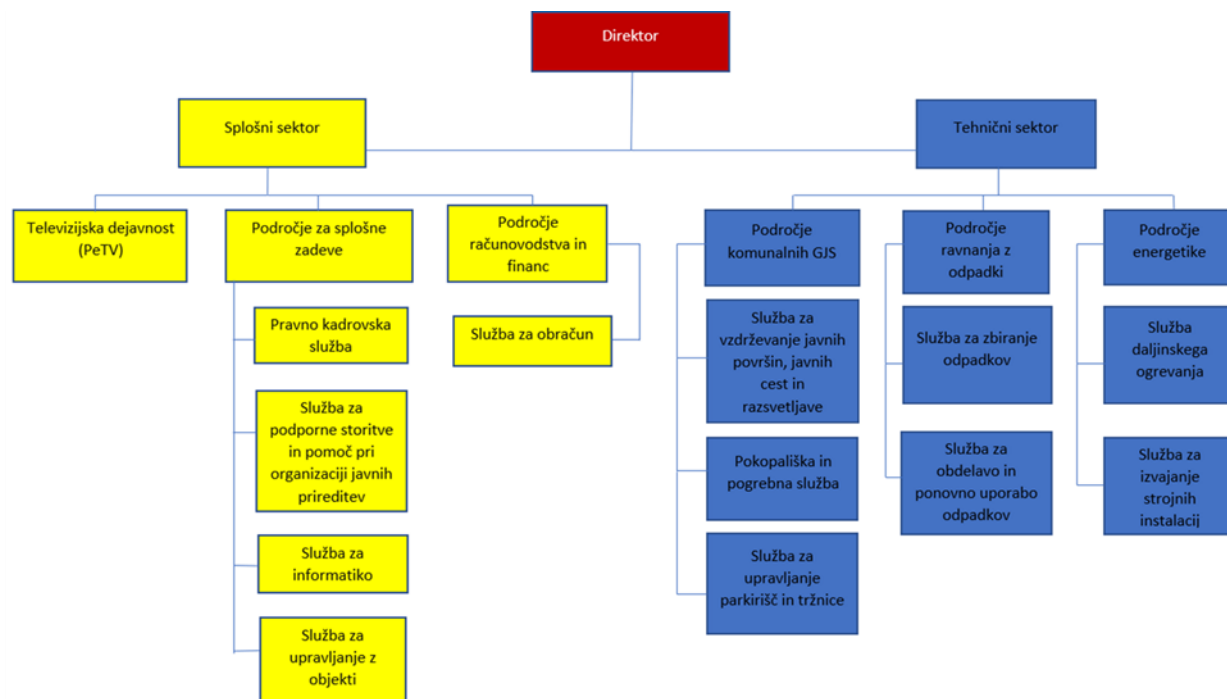 Direktor
Splošni sektor
Tehnični sektor
Televizijska dejavnost
(PeTV)
Področje za splošne
zadeve
Področje
računovodstva in
financ
Področje
komunalnih GJS
Področje
ravnanja z
odpadki
Področje
energetike
Pravno kadrovska
služba
Služba za
podporne storitve
in pomoč pri
organizaciji javnih
prireditev
Služba za
informatiko
Služba za
upravljanje z
objekti
Služba za obračun
Služba za
vzdrževanje javnih
površin, javnih
cest in
razsvetljave
Pokopališka in
pogrebna služba
Služba za
upravljanje
parkirišč in tržnice
Služba za zbiranje
odpadkov
Služba za
obdelavo in
ponovno uporabo
odpadkov
Služba
daljinskega
ogrevanja
Služba za
izvajanje
strojnih
instalacij